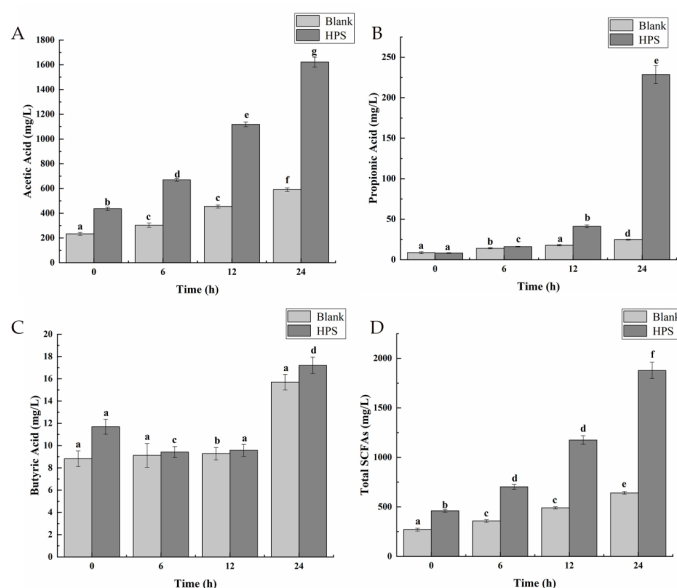 A
Blank
HPS
Acetic Acid (mg/L)
1800
1600
1400
1200
1000
800
600
400
200
0
a
b
c
d
c
e
f
g
0 6 12 24
Time (h)
B
Blank
HPS
Propionic Acid (mg/L)
250
200
150
100
50
25
0
a
a
b
c
a
b
d
e
0 6 12 24
Time (h)
C
Blank
HPS
Butyric Acid (mg/L)
20
18
16
14
12
10
8
6
4
2
0
a
a
a
c
b
a
a
d
0 6 12 24
Time (h)
D
Blank
HPS
Total SCFAs (mg/L)
2000
1500
1000
500
0
a
b
c
d
c
d
e
f
0 6 12 24
Time (h)